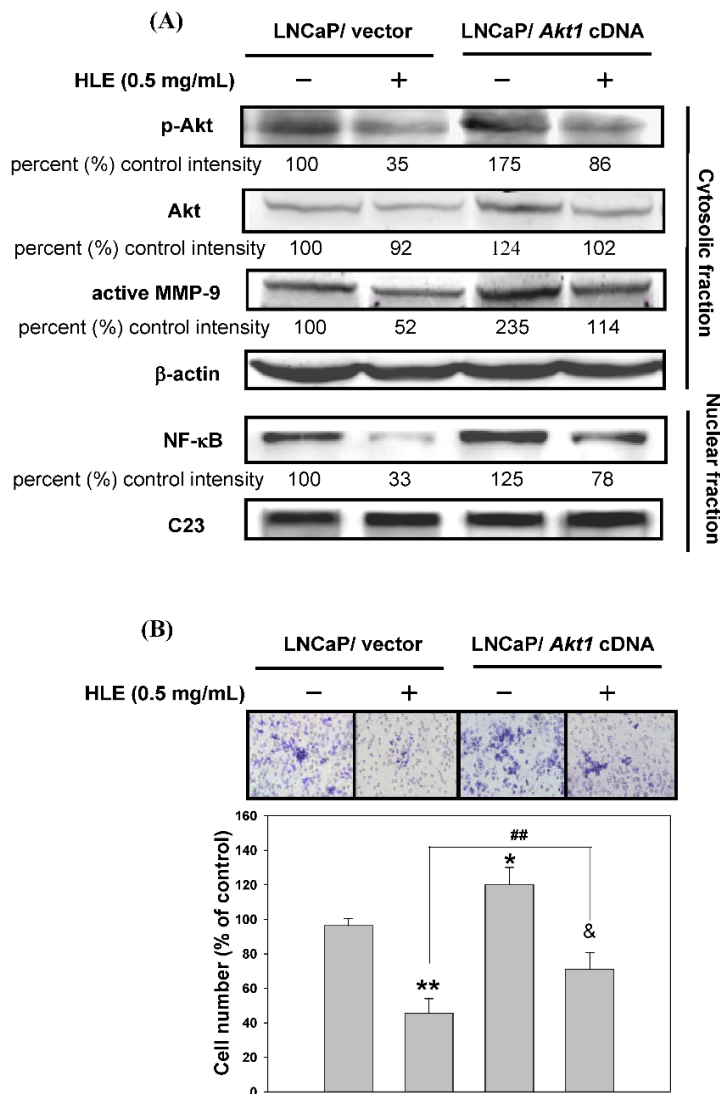 (A)
LNCaP/ vector LNCaP/ Akt1 cDNA
HLE (0.5 mg/mL) − + − +
p-Akt
percent (%) control intensity 100 35 175 86
Akt
percent (%) control intensity 100 92 124 102
active MMP-9
percent (%) control intensity 100 52 235 114
β-actin
Cytosolic fraction
NF-κB
percent (%) control intensity 100 33 125 78
C23
Nuclear fraction
(B)
LNCaP/ vector LNCaP/ Akt1 cDNA
HLE (0.5 mg/mL) − + − +
Cell number (% of control)
160
140
120
100
80
60
40
20
0
##
*
&
**